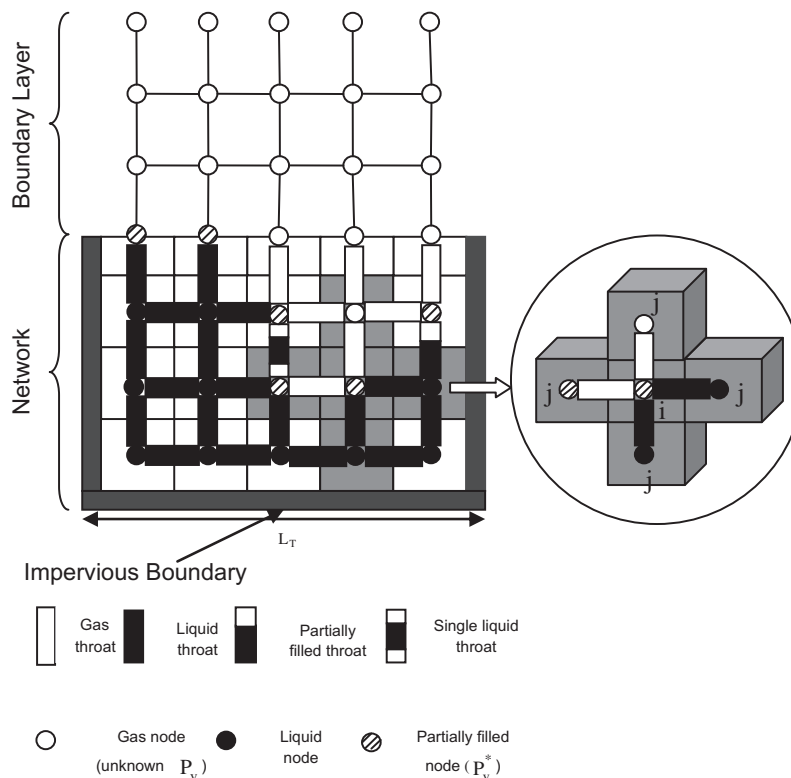 Boundary Layer
Network
j
j
i
j
j
L_T
Impervious Boundary
Gas throat
Liquid throat
Partially filled throat
Single liquid throat
Gas node (unknown P_v)
Liquid node
Partially filled node (P_v^*)